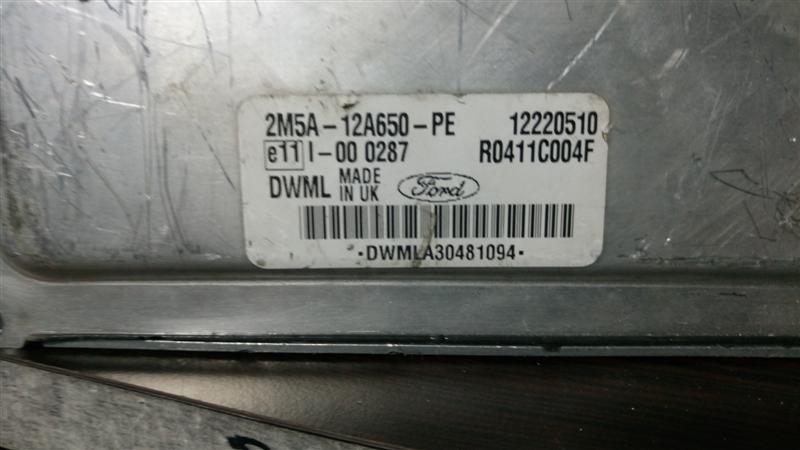 2M5A-12A650-PE 12220510
e11 I-00 0287 R0411C004F
DWML MADE IN UK Ford
·DWMLA30481094·